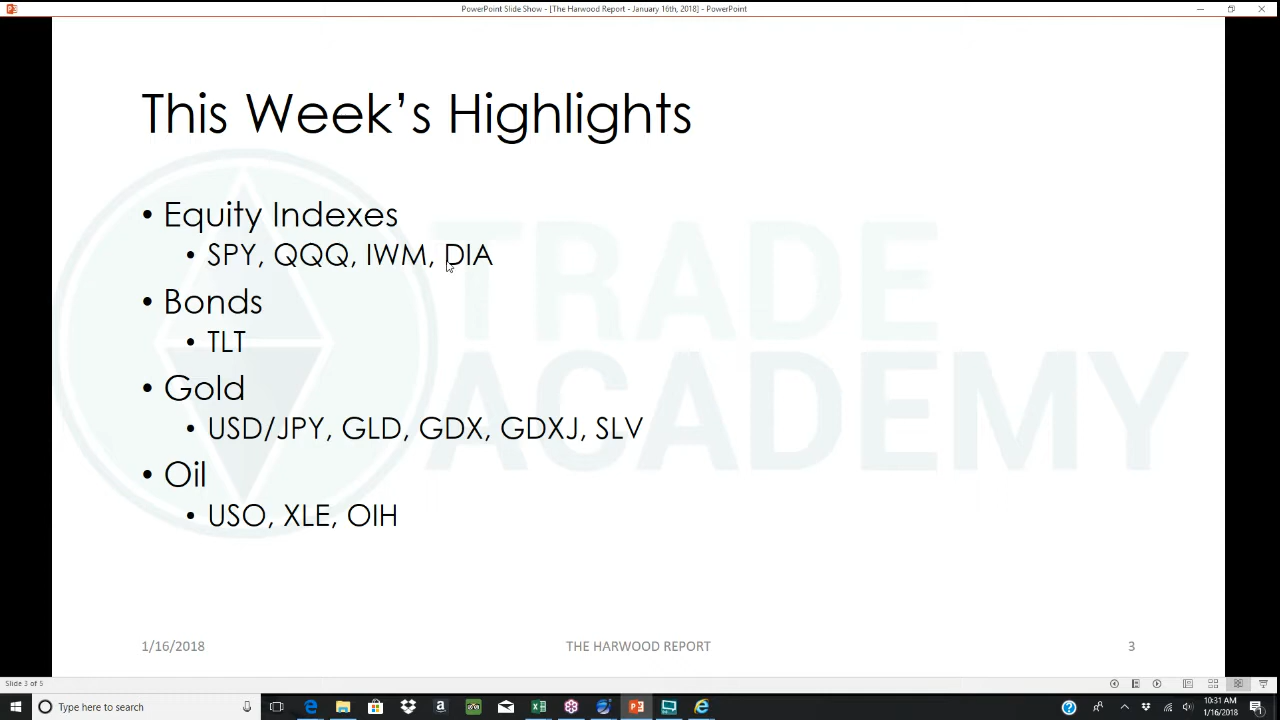 PowerPoint Slide Show - [The Harwood Report - January 16th, 2018] - PowerPoint
This Week's Highlights
• Equity Indexes
• SPY, QQQ, IWM, DIA
• Bonds
• TLT
• Gold
• USD/JPY, GLD, GDX, GDXJ, SLV
• Oil
• USO, XLE, OIH
TRADE
ACADEMY
1/16/2018 THE HARWOOD REPORT 3
Slide 3 of 5
Type here to search
10:31 AM
1/16/2018